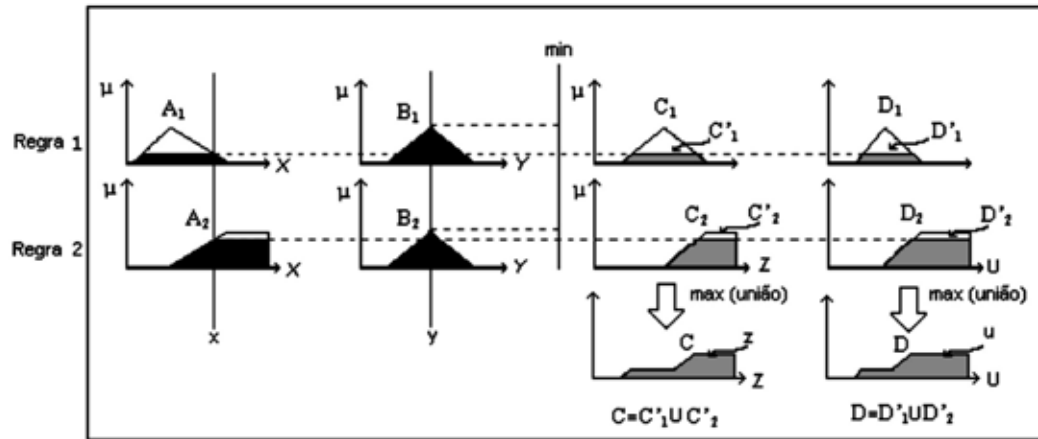 min
μ A₁ μ B₁ μ C₁ C'₁ μ D₁ D'₁
Regra 1 X Y
μ A₂ μ B₂ μ C₂ C'₂ μ D₂ D'₂
Regra 2 X Y Z U
max (união) max (união)
x y C z D u
Z U
C=C'₁UC'₂ D=D'₁UD'₂